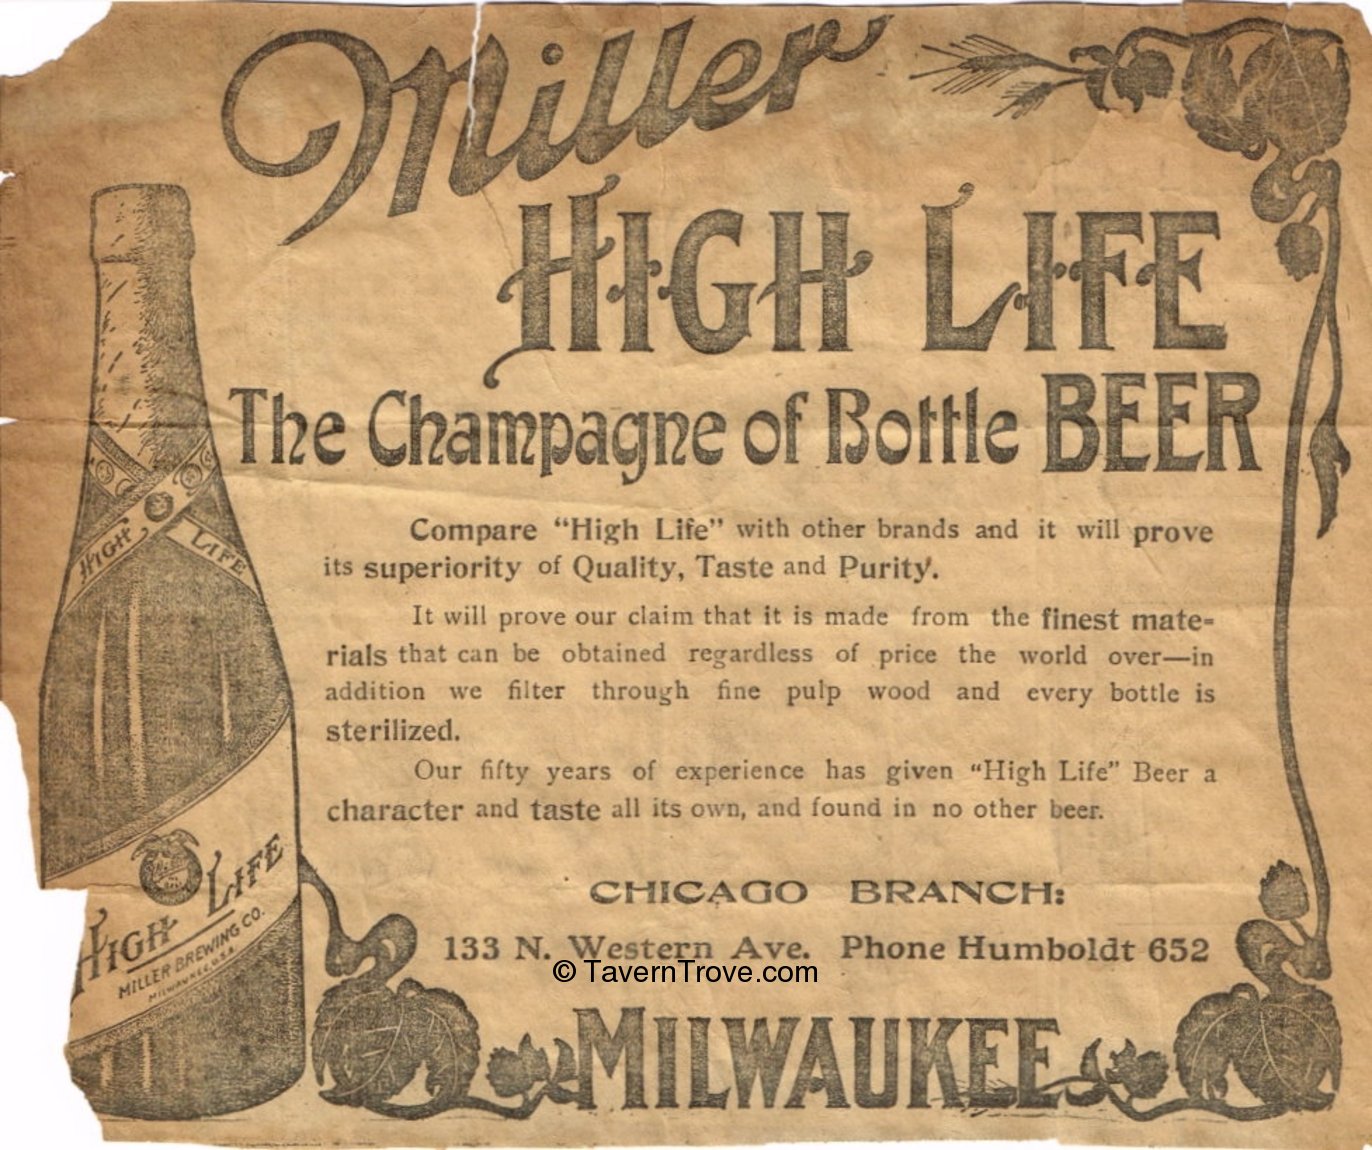 Miller
HIGH LIFE
The Champagne of Bottle BEER
Compare “High Life” with other brands and it will prove
its superiority of Quality, Taste and Purity.
It will prove our claim that it is made from the finest mate-
rials that can be obtained regardless of price the world over—in
addition we filter through fine pulp wood and every bottle is
sterilized.
Our fifty years of experience has given “High Life” Beer a
character and taste all its own, and found in no other beer.
CHICAGO BRANCH:
133 N. Western Ave. Phone Humboldt 652
© TavernTrove.com
MILWAUKEE
HIGH LIFE
HIGH LIFE
MILLER BREWING CO.
MILWAUKEE U.S.A.